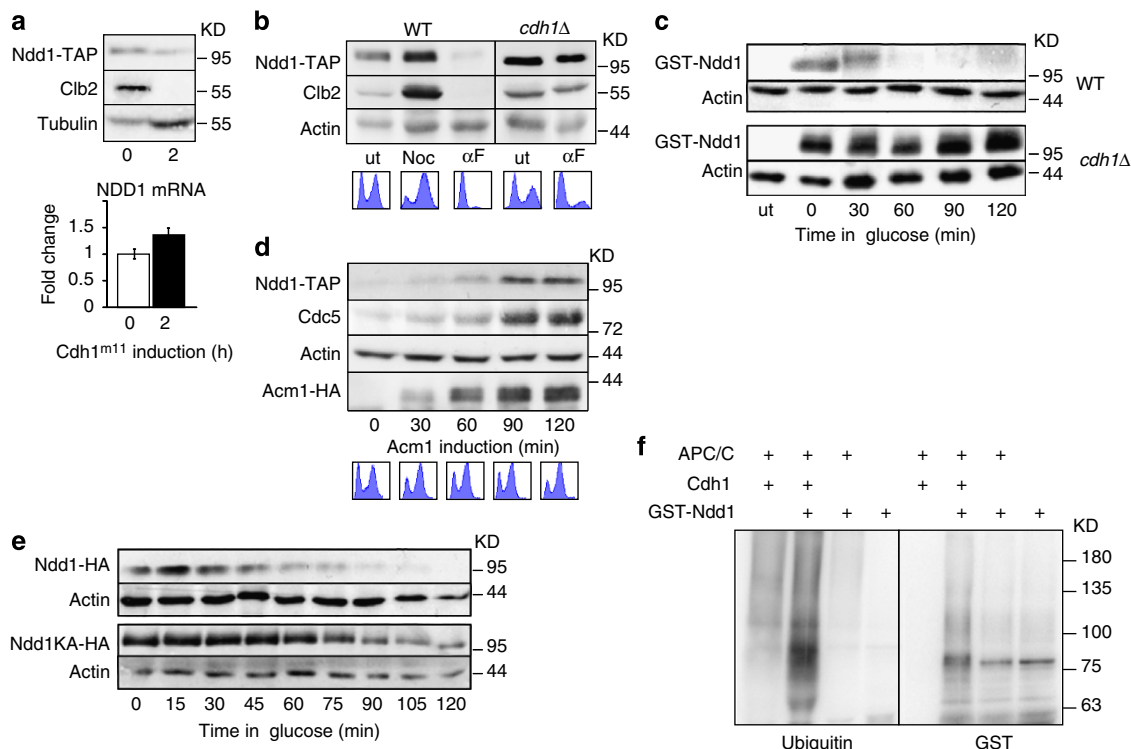 a
KD
Ndd1-TAP
95
Clb2
55
Tubulin
55
0 2
NDD1 mRNA
Fold change
1.5
1
0.5
0
0 2
Cdh1m11 induction (h)
b
WT cdh1Δ
KD
Ndd1-TAP
95
Clb2
55
Actin
44
ut Noc αF ut αF
c
KD
GST-Ndd1
95
WT
Actin
44
GST-Ndd1
95
cdh1Δ
Actin
44
ut 0 30 60 90 120
Time in glucose (min)
d
KD
Ndd1-TAP
95
Cdc5
72
Actin
44
44
Acm1-HA
0 30 60 90 120
Acm1 induction (min)
e
KD
Ndd1-HA
95
44
Actin
Ndd1KA-HA
95
Actin
44
0 15 30 45 60 75 90 105 120
Time in glucose (min)
f
APC/C + + + + + +
Cdh1 + + + +
GST-Ndd1 + + + + + +
KD
180
135
100
75
63
Ubiquitin GST